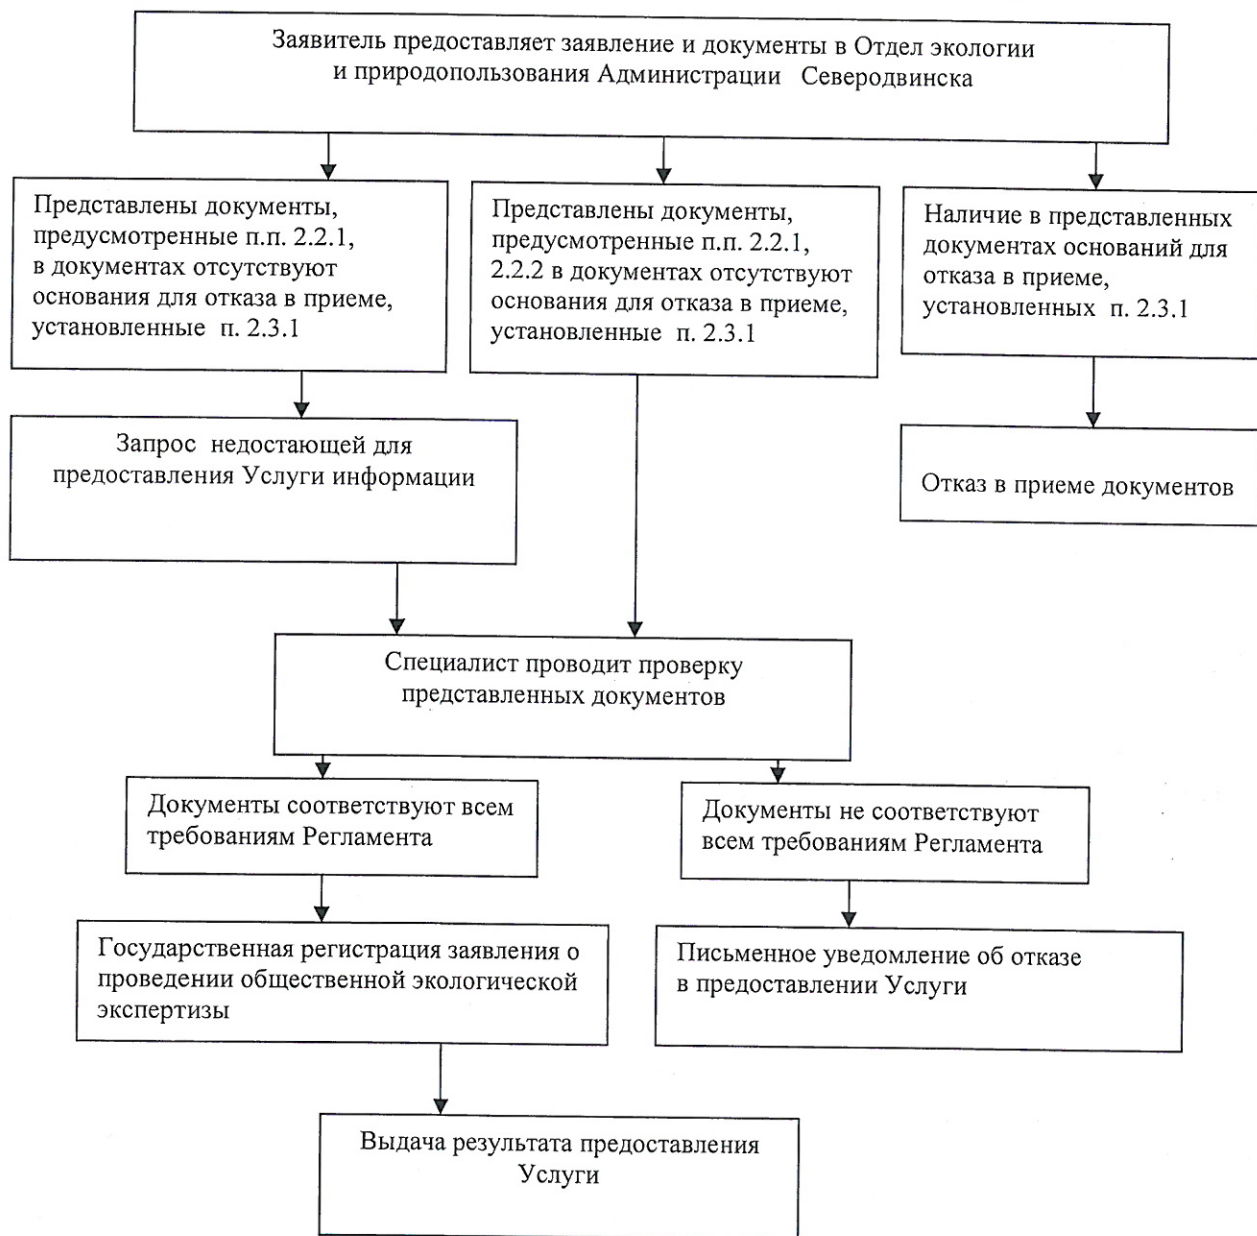 Заявитель предоставляет заявление и документы в Отдел экологии
и природопользования Администрации Северодвинска
Представлены документы,
предусмотренные п.п. 2.2.1,
в документах отсутствуют
основания для отказа в приеме,
установленные п. 2.3.1
Представлены документы,
предусмотренные п.п. 2.2.1,
2.2.2 в документах отсутствуют
основания для отказа в приеме,
установленные п. 2.3.1
Наличие в представленных
документах оснований для
отказа в приеме,
установленных п. 2.3.1
Запрос недостающей для
предоставления Услуги информации
Отказ в приеме документов
Специалист проводит проверку
представленных документов
Документы соответствуют всем
требованиям Регламента
Документы не соответствуют
всем требованиям Регламента
Государственная регистрация заявления о
проведении общественной экологической
экспертизы
Письменное уведомление об отказе
в предоставлении Услуги
Выдача результата предоставления
Услуги